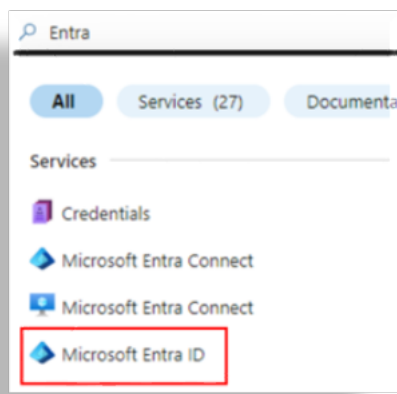 Entra
All Services (27) Documenta
Services
Credentials
Microsoft Entra Connect
Microsoft Entra Connect
Microsoft Entra ID